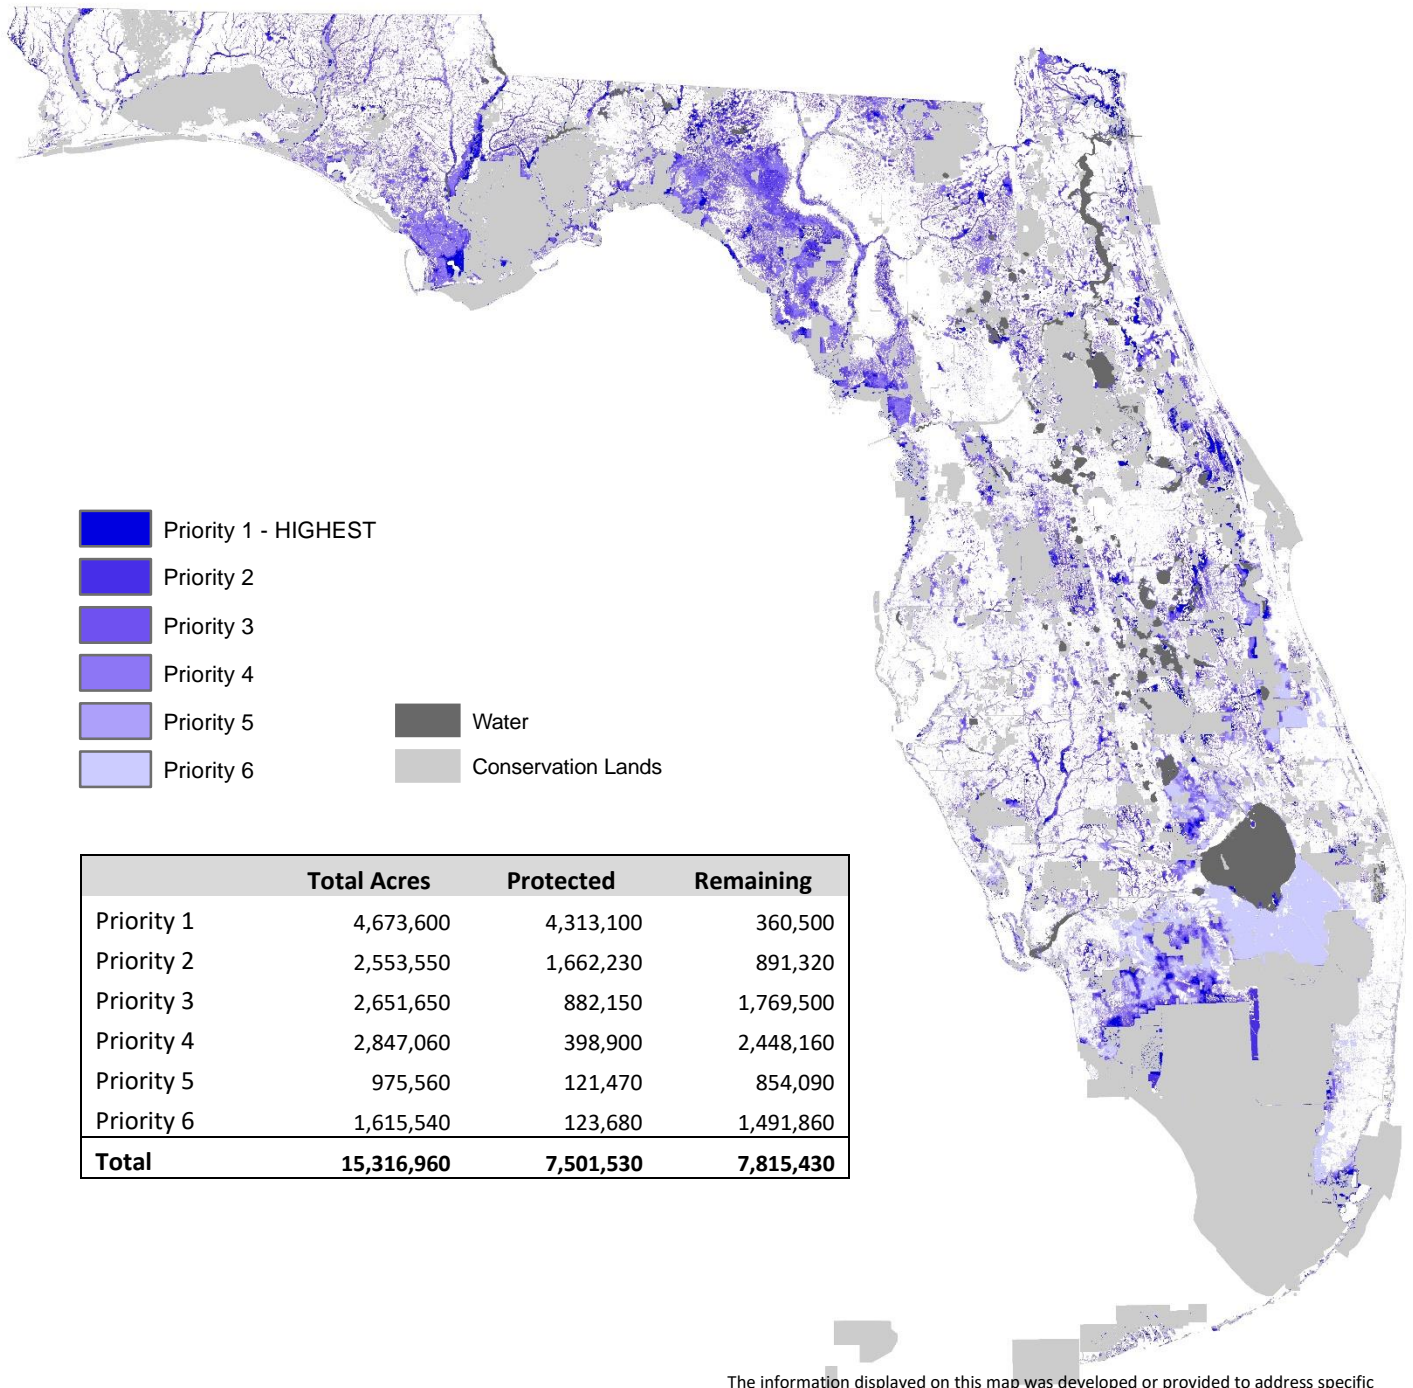 Priority 1 - HIGHEST
Priority 2
Priority 3
Priority 4
Priority 5
Priority 6
Water
Conservation Lands
Total Acres Protected Remaining
Priority 1 4,673,600 4,313,100 360,500
Priority 2 2,553,550 1,662,230 891,320
Priority 3 2,651,650 882,150 1,769,500
Priority 4 2,847,060 398,900 2,448,160
Priority 5 975,560 121,470 854,090
Priority 6 1,615,540 123,680 1,491,860
Total 15,316,960 7,501,530 7,815,430
The information displayed on this map was developed or provided to address specific